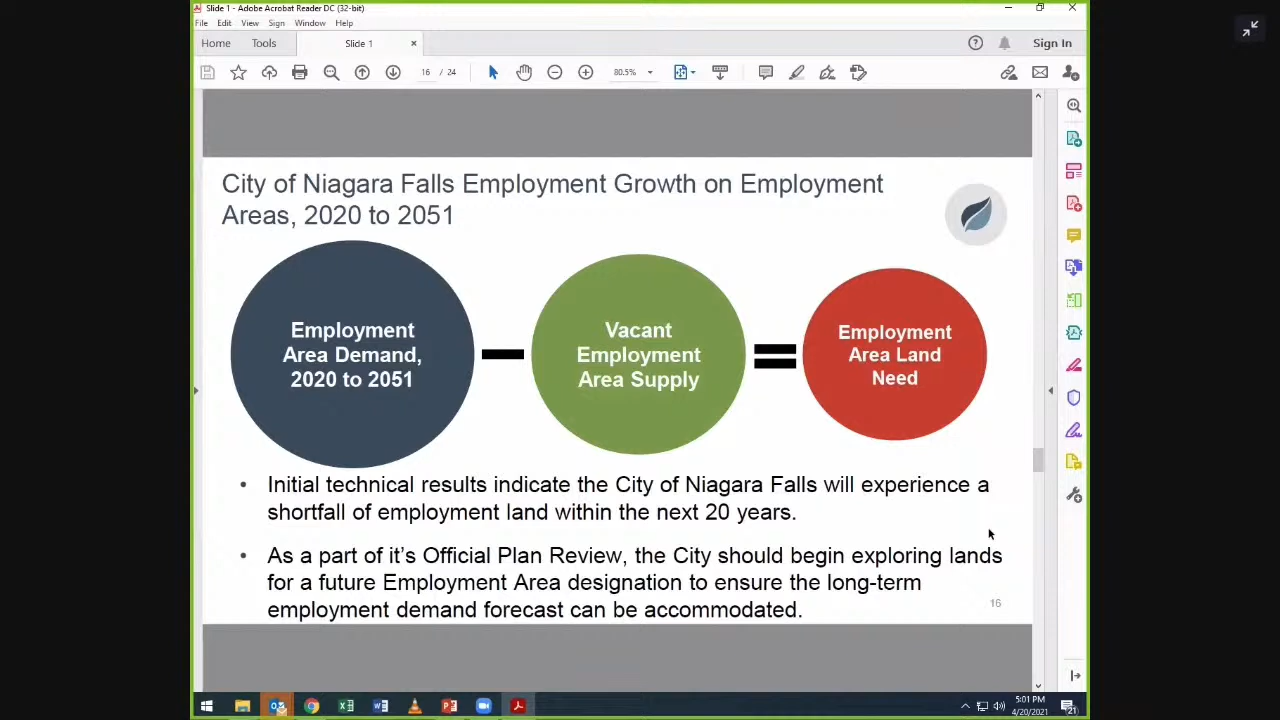 Slide 1 - Adobe Acrobat Reader DC (32-bit)
File Edit View Sign Window Help
Home Tools Slide 1 × Sign In
16 / 24 80.5%
City of Niagara Falls Employment Growth on Employment
Areas, 2020 to 2051
Employment
Area Demand,
2020 to 2051
Vacant
Employment
Area Supply
Employment
Area Land
Need
• Initial technical results indicate the City of Niagara Falls will experience a
shortfall of employment land within the next 20 years.
• As a part of it’s Official Plan Review, the City should begin exploring lands
for a future Employment Area designation to ensure the long-term
employment demand forecast can be accommodated.
16
5:01 PM
4/20/2021
21